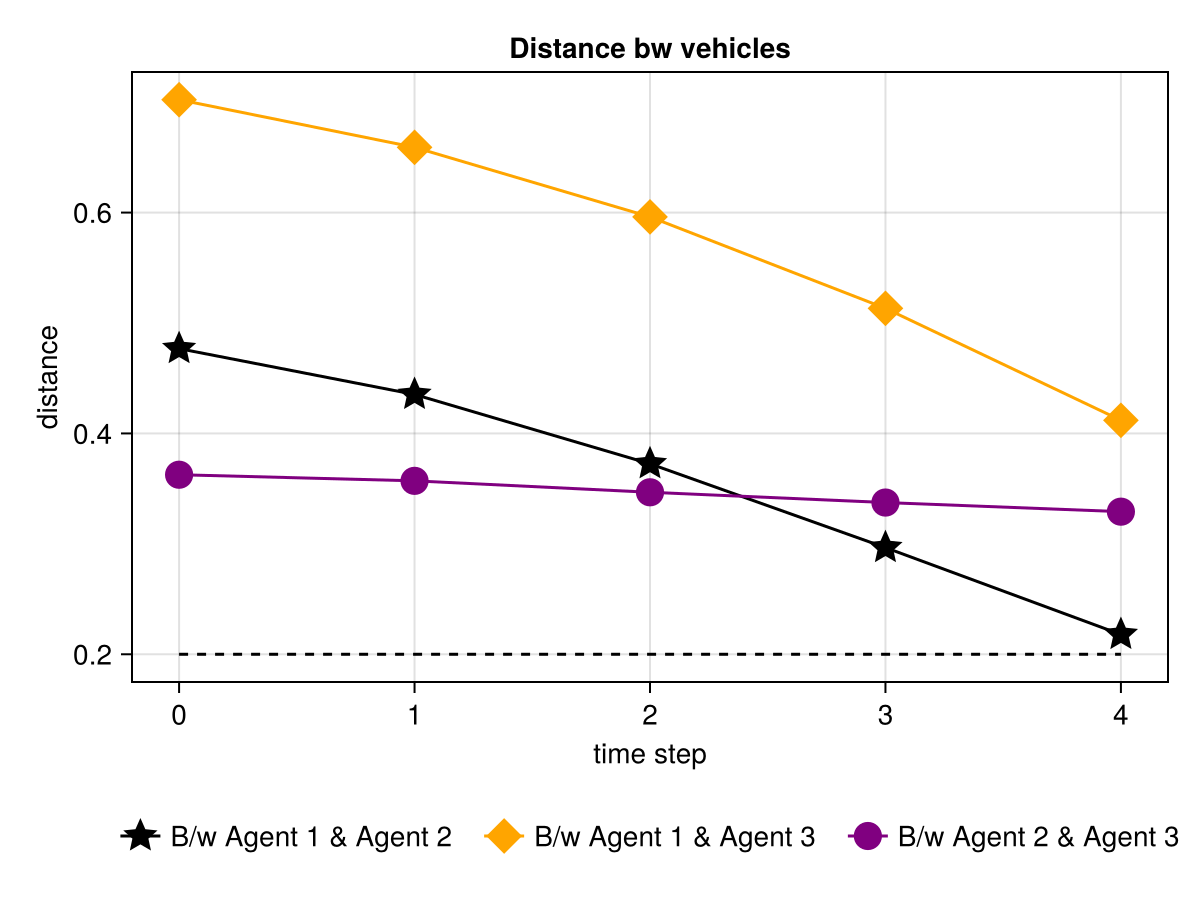 Distance bw vehicles
distance
0.6
0.4
0.2
0 1 2 3 4
time step
B/w Agent 1 & Agent 2 B/w Agent 1 & Agent 3 B/w Agent 2 & Agent 3